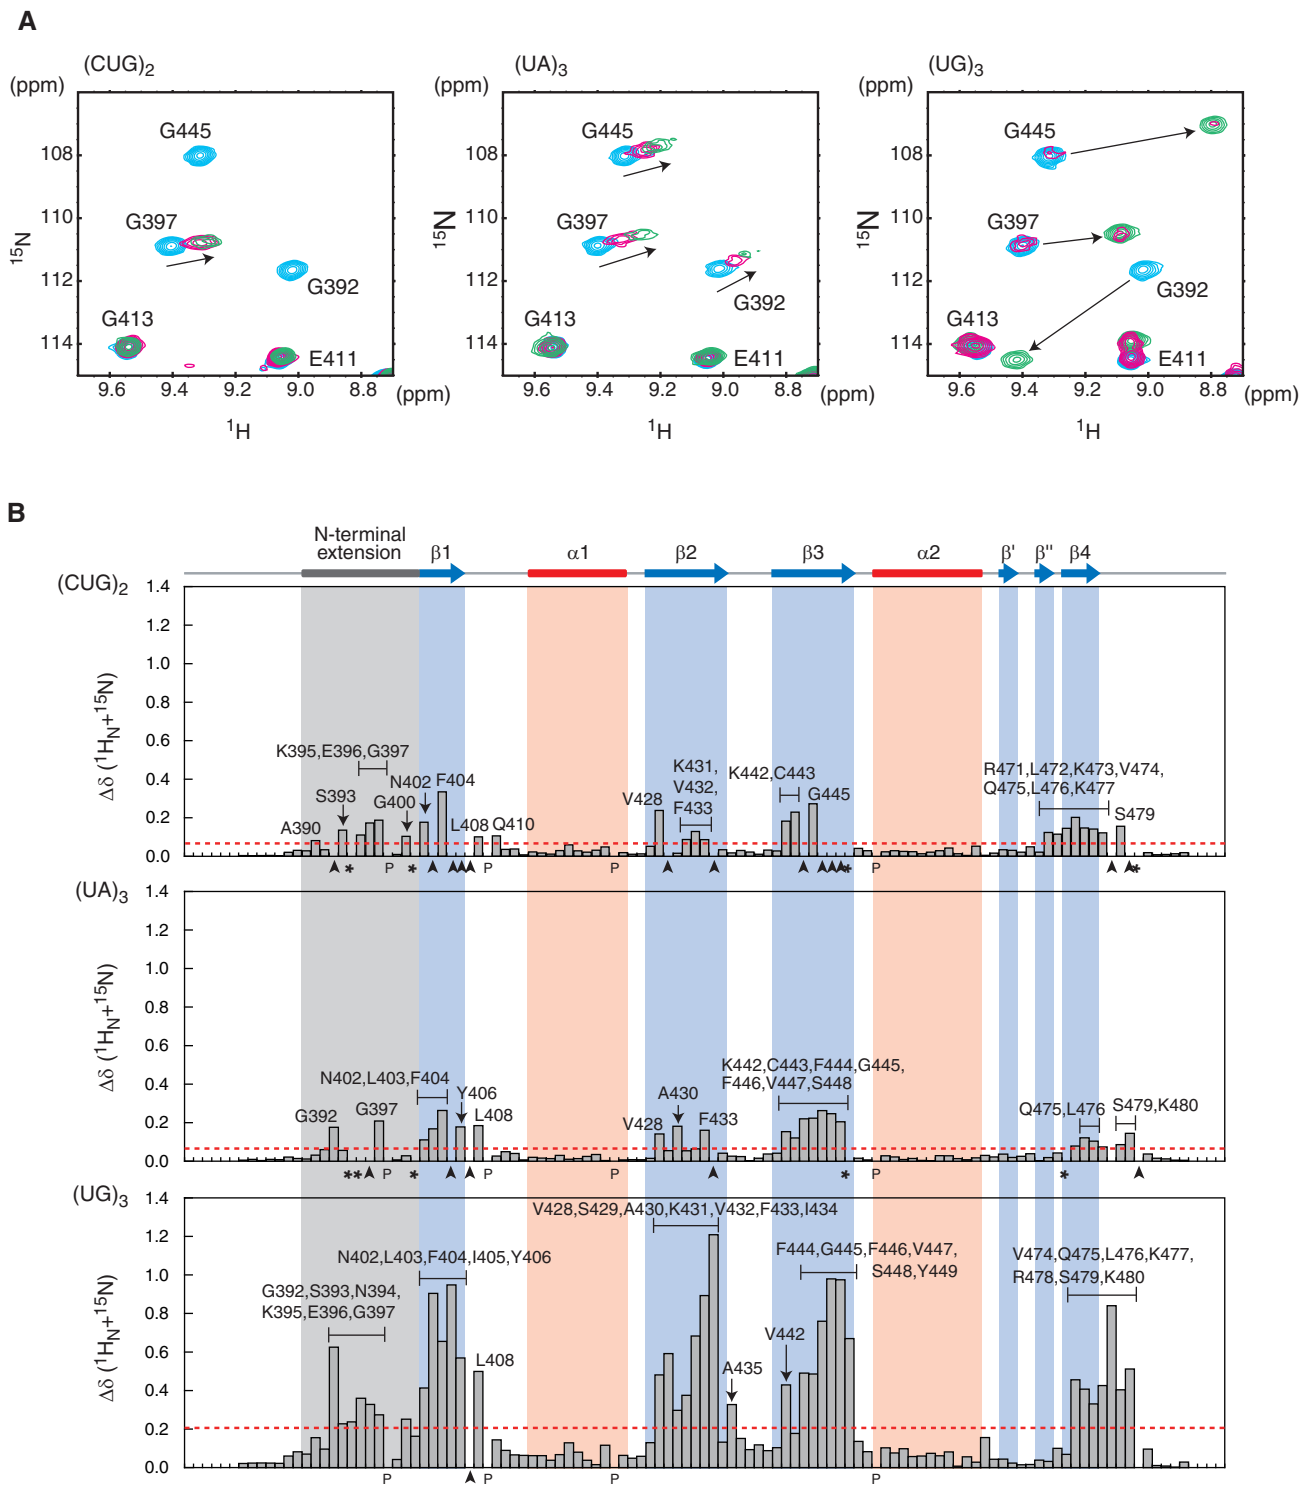 A
(CUG)2
(UA)3
(UG)3
(ppm)
(ppm)
(ppm)
G445
G397
G392
G413
E411
108
110
112
114
15N
9.6
9.4
9.2
9.0
(ppm)
1H
G445
G397
G392
G413
E411
108
110
112
114
15N
9.6
9.4
9.2
9.0
8.8
(ppm)
1H
G445
G397
G392
G413
E411
108
110
112
114
15N
9.6
9.4
9.2
9.0
8.8
(ppm)
1H
B
N-terminal
extension
β1
α1
β2
β3
α2
β'
β"
β4
(CUG)2
1.4
1.2
1.0
0.8
0.6
0.4
0.2
0.0
Δδ (1HN+15N)
K395,E396,G397
A390
S393
G400
N402
F404
L408
Q410
V428
K431,
V432,
F433
K442,C443
G445
R471,L472,K473,V474,
Q475,L476,K477
S479
* P * P P * P *
(UA)3
1.4
1.2
1.0
0.8
0.6
0.4
0.2
0.0
Δδ (1HN+15N)
N402,L403,F404
G392
G397
Y406
L408
V428
A430
F433
K442,C443,F444,G445,
F446,V447,S448
Q475,L476
S479,K480
** P * P P * P *
(UG)3
1.4
1.2
1.0
0.8
0.6
0.4
0.2
0.0
Δδ (1HN+15N)
G392,S393,N394,
K395,E396,G397
N402,L403,F404,I405,Y406
L408
V428,S429,A430,K431,V432,F433,I434
A435
V442
F444,G445,F446,V447,
S448,Y449
V474,Q475,L476,K477,
R478,S479,K480
P P P P